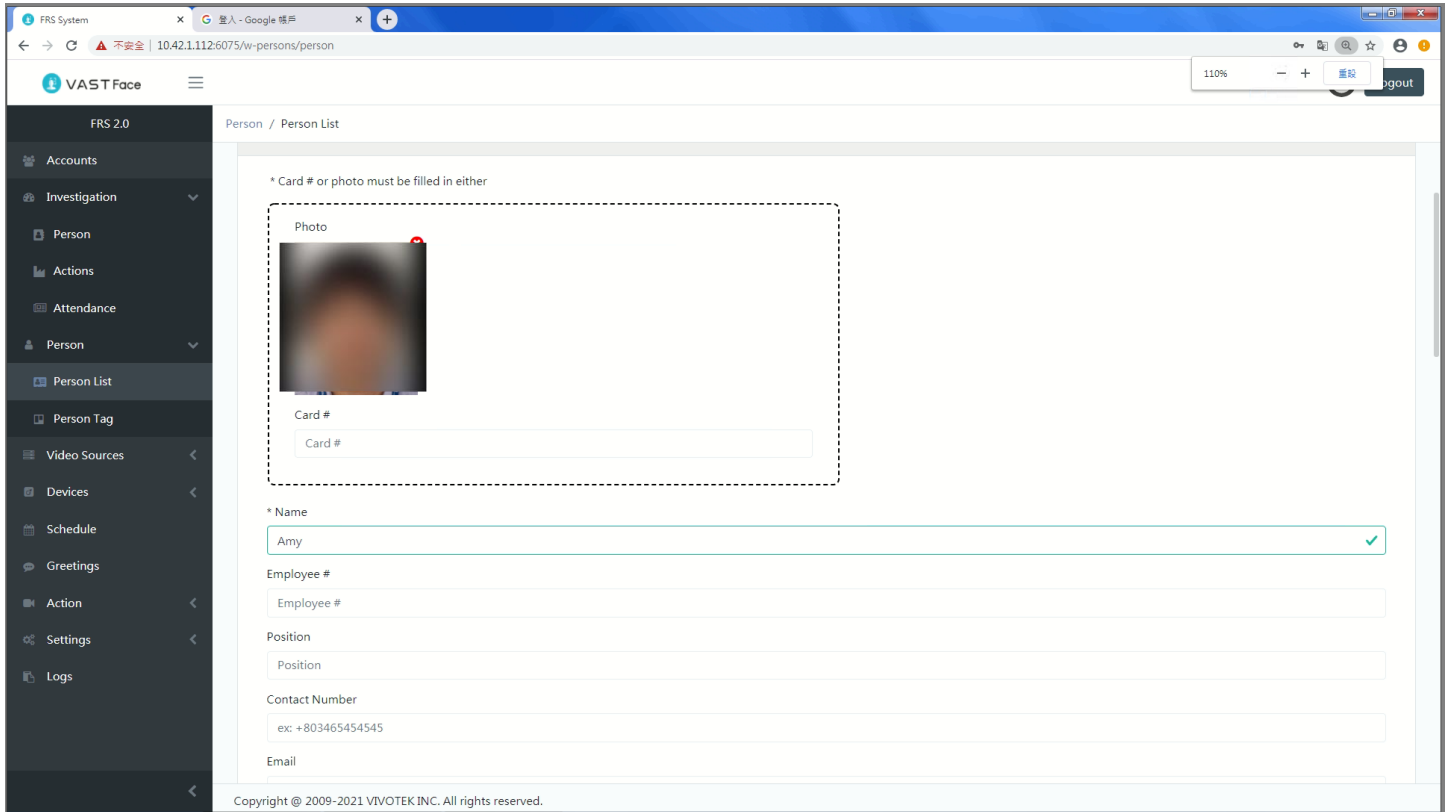 FRS System
登入 - Google 帳戶
不安全 | 10.42.1.112:6075/w-persons/person
VAST Face
110%
重設
ogout
FRS 2.0
Person / Person List
Accounts
Investigation
Person
Actions
Attendance
Person
Person List
Person Tag
Video Sources
Devices
Schedule
Greetings
Action
Settings
Logs
* Card # or photo must be filled in either
Photo
Card #
Card #
* Name
Amy
Employee #
Employee #
Position
Position
Contact Number
ex: +803465454545
Email
Copyright @ 2009-2021 VIVOTEK INC. All rights reserved.